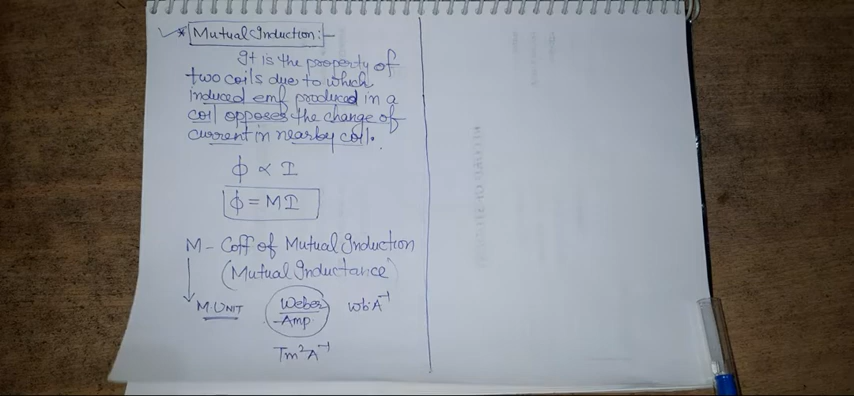 * Mutual Induction:-
It is the property of
two coils due to which
induced emf produced in a
coil opposes the change of
current in nearby coil.
ϕ ∝ I
ϕ = MI
M - Coff of Mutual Induction
(Mutual Inductance)
M. UNIT Weber/Amp. Wb A⁻¹
Tm²A⁻¹